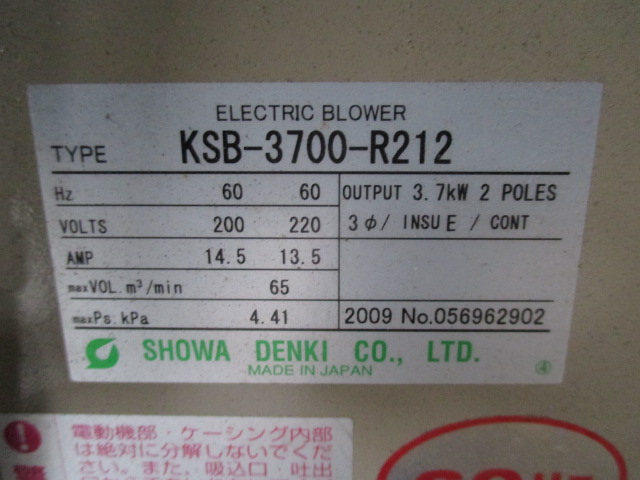 ELECTRIC BLOWER
TYPE KSB-3700-R212
Hz 60 60 OUTPUT 3.7kW 2 POLES
VOLTS 200 220 3φ/ INSU E / CONT
AMP 14.5 13.5
maxVOL.m³/min 65
maxPs.kPa 4.41 2009 No.056962902
SHOWA DENKI CO., LTD.
MADE IN JAPAN ④
電動機部・ケーシング内部
は絶対に分解しないでくだ
さい。また、吸込口・吐出